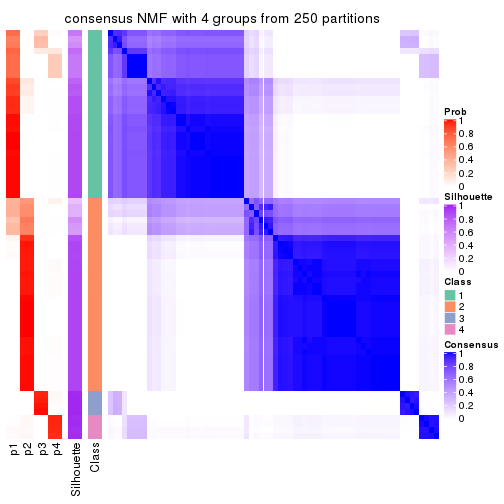 consensus NMF with 4 groups from 250 partitions
Prob
1
0.8
0.6
0.4
0.2
0
Silhouette
1
0.8
0.6
0.4
0.2
0
Class
1
2
3
4
Consensus
1
0.8
0.6
0.4
0.2
0
p1
p2
p3
p4
Silhouette
Class